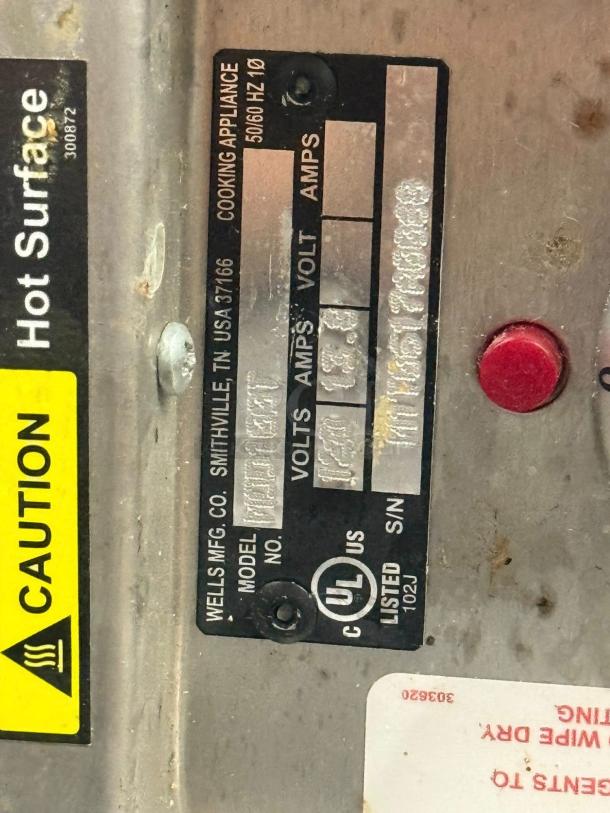 CAUTION Hot Surface
300872
WELLS MFG. CO. SMITHVILLE, TN USA 37166 COOKING APPLIANCE
MODEL NO. 50/60 HZ 1Ø
VOLTS AMPS VOLT AMPS
120
S/N
C UL US
LISTED
102J
303620
WIPE DRY
TING
GENTS TO